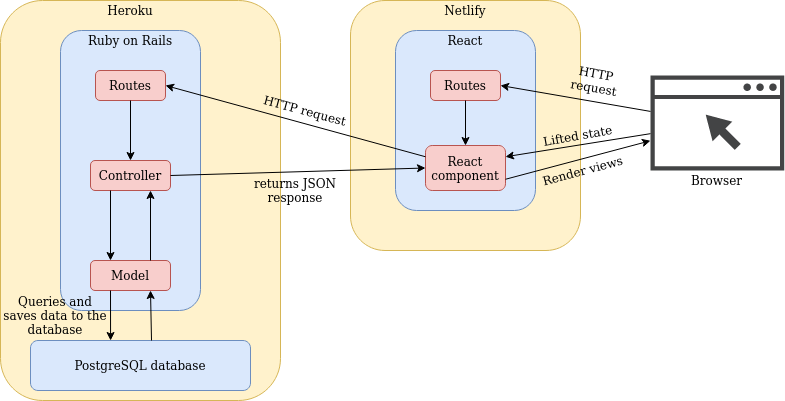 Heroku
Netlify
Ruby on Rails
React
Routes
Routes
HTTP
request
HTTP request
Lifted state
Controller
React
component
Render views
Browser
returns JSON
response
Model
Queries and
saves data to the
database
PostgreSQL database